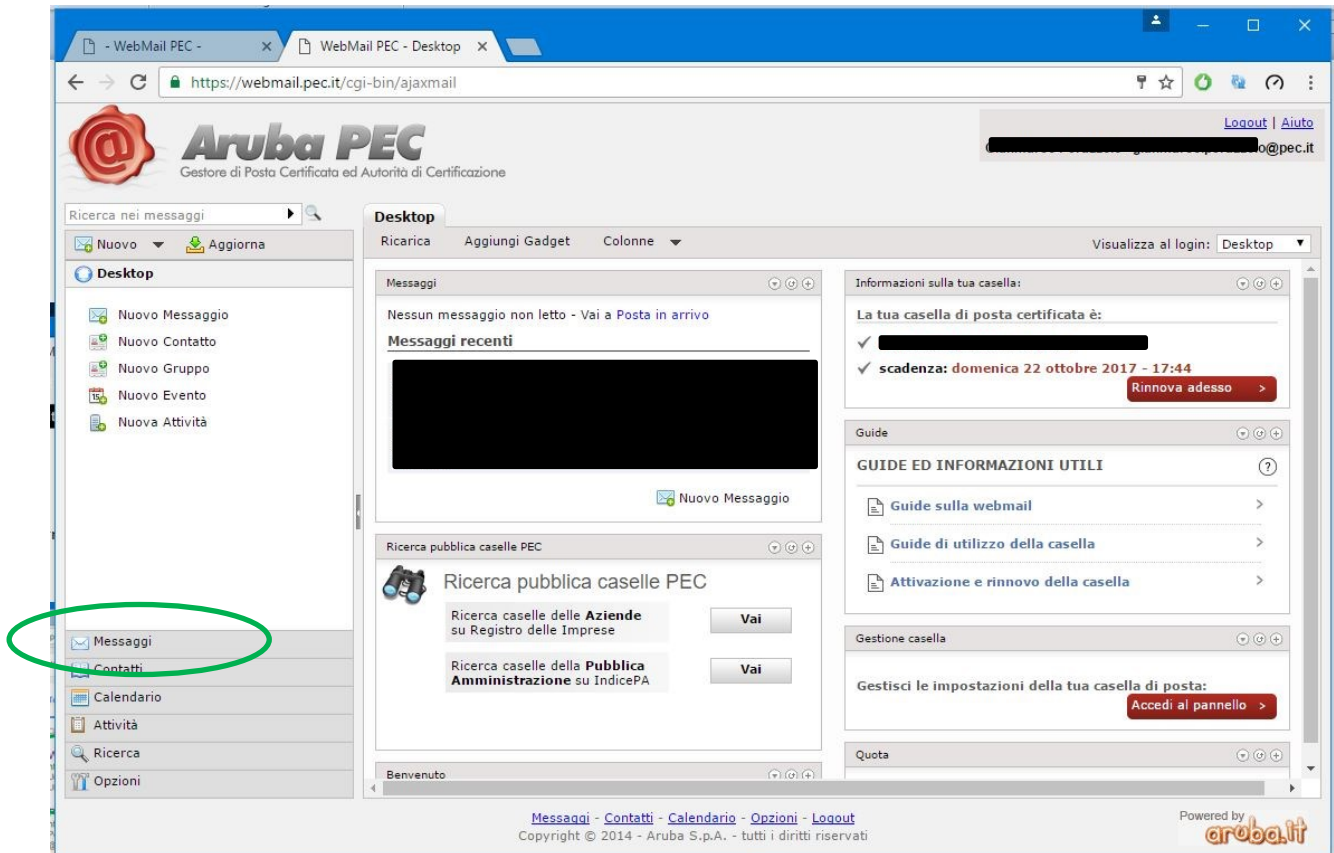 - WebMail PEC -
WebMail PEC - Desktop
https://webmail.pec.it/cgi-bin/ajaxmail
Aruba PEC
Gestore di Posta Certificata ed Autorità di Certificazione
Logout | Aiuto
o@pec.it
Ricerca nei messaggi
Nuovo
Aggiorna
Desktop
Nuovo Messaggio
Nuovo Contatto
Nuovo Gruppo
Nuovo Evento
Nuova Attività
Messaggi
Contatti
Calendario
Attività
Ricerca
Opzioni
Desktop
Ricarica
Aggiungi Gadget
Colonne
Visualizza al login:
Desktop
Messaggi
Nessun messaggio non letto - Vai a Posta in arrivo
Messaggi recenti
Nuovo Messaggio
Ricerca pubblica caselle PEC
Ricerca pubblica caselle PEC
Ricerca caselle delle Aziende
su Registro delle Imprese
Vai
Ricerca caselle della Pubblica
Amministrazione su IndicePA
Vai
Benvenuto
Informazioni sulla tua casella:
La tua casella di posta certificata è:
scadenza: domenica 22 ottobre 2017 - 17:44
Rinnova adesso >
Guide
GUIDE ED INFORMAZIONI UTILI
?
Guide sulla webmail
Guide di utilizzo della casella
Attivazione e rinnovo della casella
Gestione casella
Gestisci le impostazioni della tua casella di posta:
Accedi al pannello >
Quota
Messaggi - Contatti - Calendario - Opzioni - Logout
Copyright © 2014 - Aruba S.p.A. - tutti i diritti riservati
Powered by
aruba.it